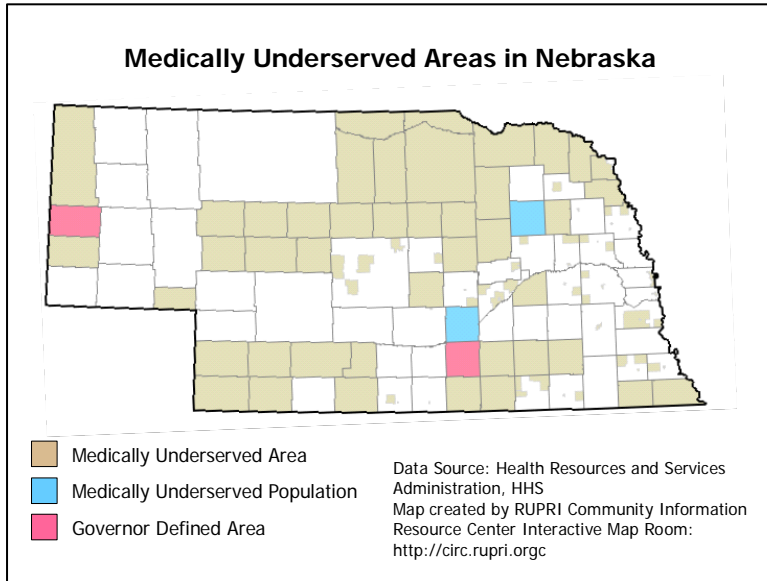 Medically Underserved Areas in Nebraska
Medically Underserved Area
Medically Underserved Population
Governor Defined Area
Data Source: Health Resources and Services
Administration, HHS
Map created by RUPRI Community Information
Resource Center Interactive Map Room:
http://circ.rupri.orgc